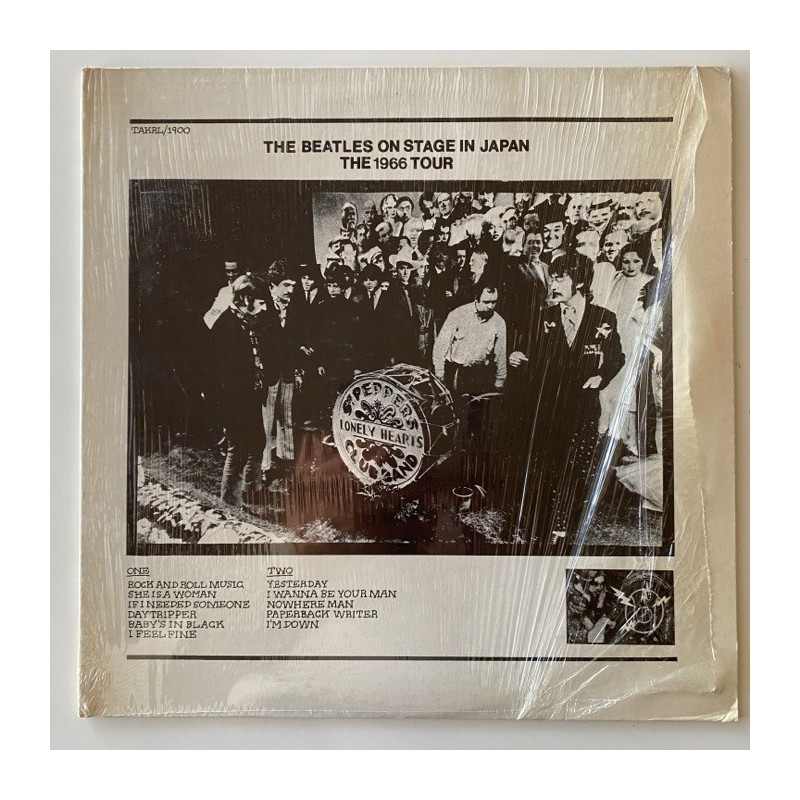 TAKRL/1900
THE BEATLES ON STAGE IN JAPAN
THE 1966 TOUR
SGT. PEPPERS
LONELY HEARTS
CLUB BAND
ONE
ROCK AND ROLL MUSIC
SHE IS A WOMAN
IF I NEEDED SOMEONE
DAYTRIPPER
BABY'S IN BLACK
I FEEL FINE
TWO
YESTERDAY
I WANNA BE YOUR MAN
NOWHERE MAN
PAPERBACK WRITER
I'M DOWN